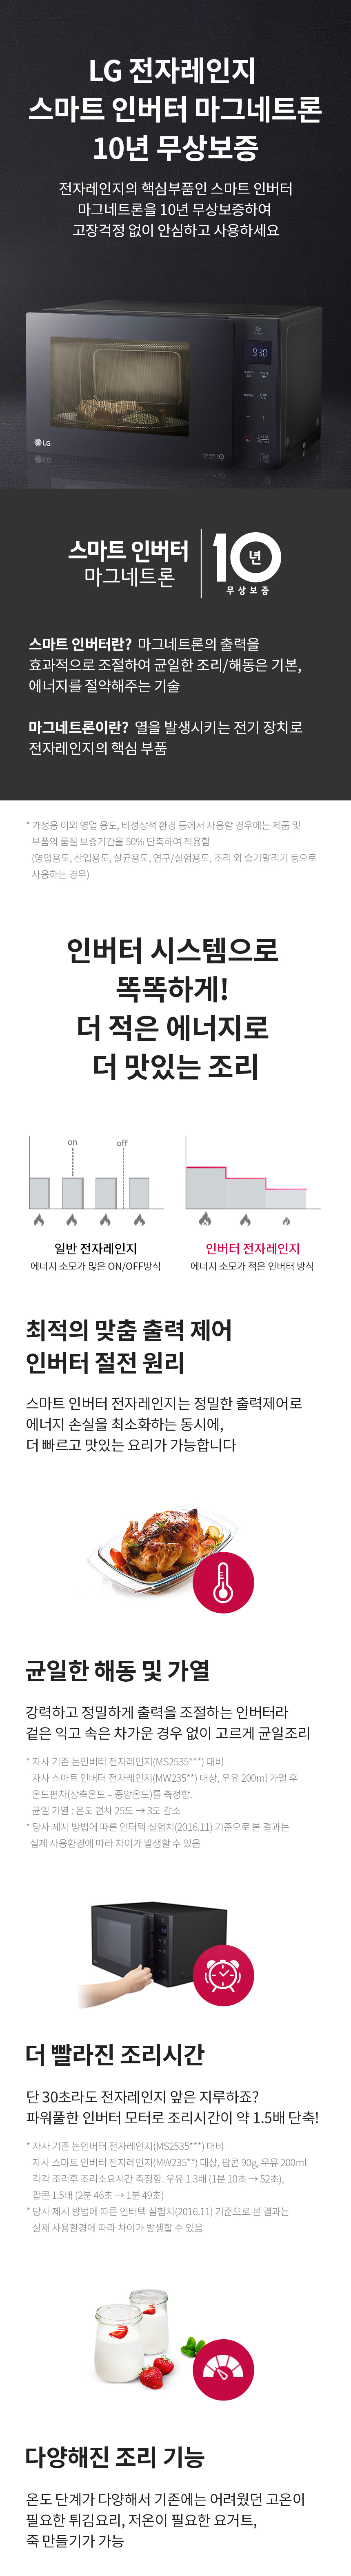 LG 전자레인지
스마트 인버터 마그네트론
10년 무상보증
전자레인지의 핵심부품인 스마트 인버터
마그네트론을 10년 무상보증하여
고장걱정 없이 안심하고 사용하세요
9:30
LG
스마트 인버터
마그네트론
10년
무상보증
스마트 인버터란? 마그네트론의 출력을
효과적으로 조절하여 균일한 조리/해동은 기본,
에너지를 절약해주는 기술
마그네트론이란? 열을 발생시키는 전기 장치로
전자레인지의 핵심 부품
* 가정용 이외 영업 용도, 비정상적 환경 등에서 사용할 경우에는 제품 및
부품의 품질 보증기간을 50% 단축하여 적용함
(영업용도, 산업용도, 살균용도, 연구/실험용도, 조리 외 습기말리기 등으로
사용하는 경우)
인버터 시스템으로
똑똑하게!
더 적은 에너지로
더 맛있는 조리
on
off
일반 전자레인지
에너지 소모가 많은 ON/OFF방식
인버터 전자레인지
에너지 소모가 적은 인버터 방식
최적의 맞춤 출력 제어
인버터 절전 원리
스마트 인버터 전자레인지는 정밀한 출력제어로
에너지 손실을 최소화하는 동시에,
더 빠르고 맛있는 요리가 가능합니다
균일한 해동 및 가열
강력하고 정밀하게 출력을 조절하는 인버터라
겉은 익고 속은 차가운 경우 없이 고르게 균일조리
* 자사 기존 논인버터 전자레인지(MS2535***) 대비
자사 스마트 인버터 전자레인지(MW235**) 대상, 우유 200ml 가열 후
온도편차(상측온도 – 중앙온도)를 측정함.
균일 가열 : 온도 편차 25도 → 3도 감소
* 당사 제시 방법에 따른 인터텍 실험치(2016.11) 기준으로 본 결과는
실제 사용환경에 따라 차이가 발생할 수 있음
더 빨라진 조리시간
단 30초라도 전자레인지 앞은 지루하죠?
파워풀한 인버터 모터로 조리시간이 약 1.5배 단축!
* 자사 기존 논인버터 전자레인지(MS2535***) 대비
자사 스마트 인버터 전자레인지(MW235**) 대상, 팝콘 90g, 우유 200ml
각각 조리후 조리소요시간 측정함. 우유 1.3배 (1분 10초 → 52초),
팝콘 1.5배 (2분 46초 → 1분 49초)
* 당사 제시 방법에 따른 인터텍 실험치(2016.11) 기준으로 본 결과는
실제 사용환경에 따라 차이가 발생할 수 있음
다양해진 조리 기능
온도 단계가 다양해서 기존에는 어려웠던 고온이
필요한 튀김요리, 저온이 필요한 요거트,
죽 만들기가 가능